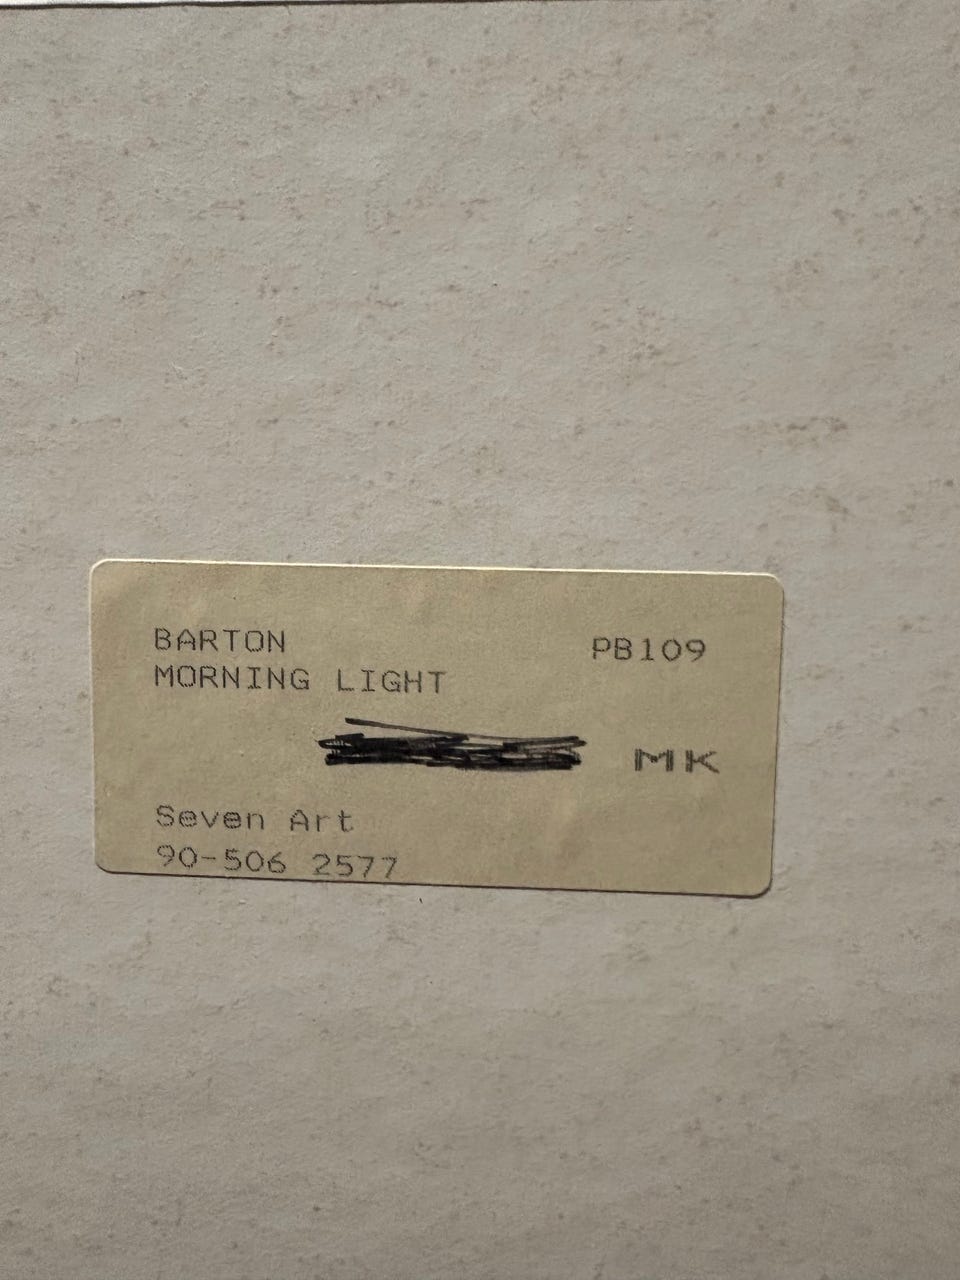 BARTON PB109
MORNING LIGHT
MK
Seven Art
90-506 2577